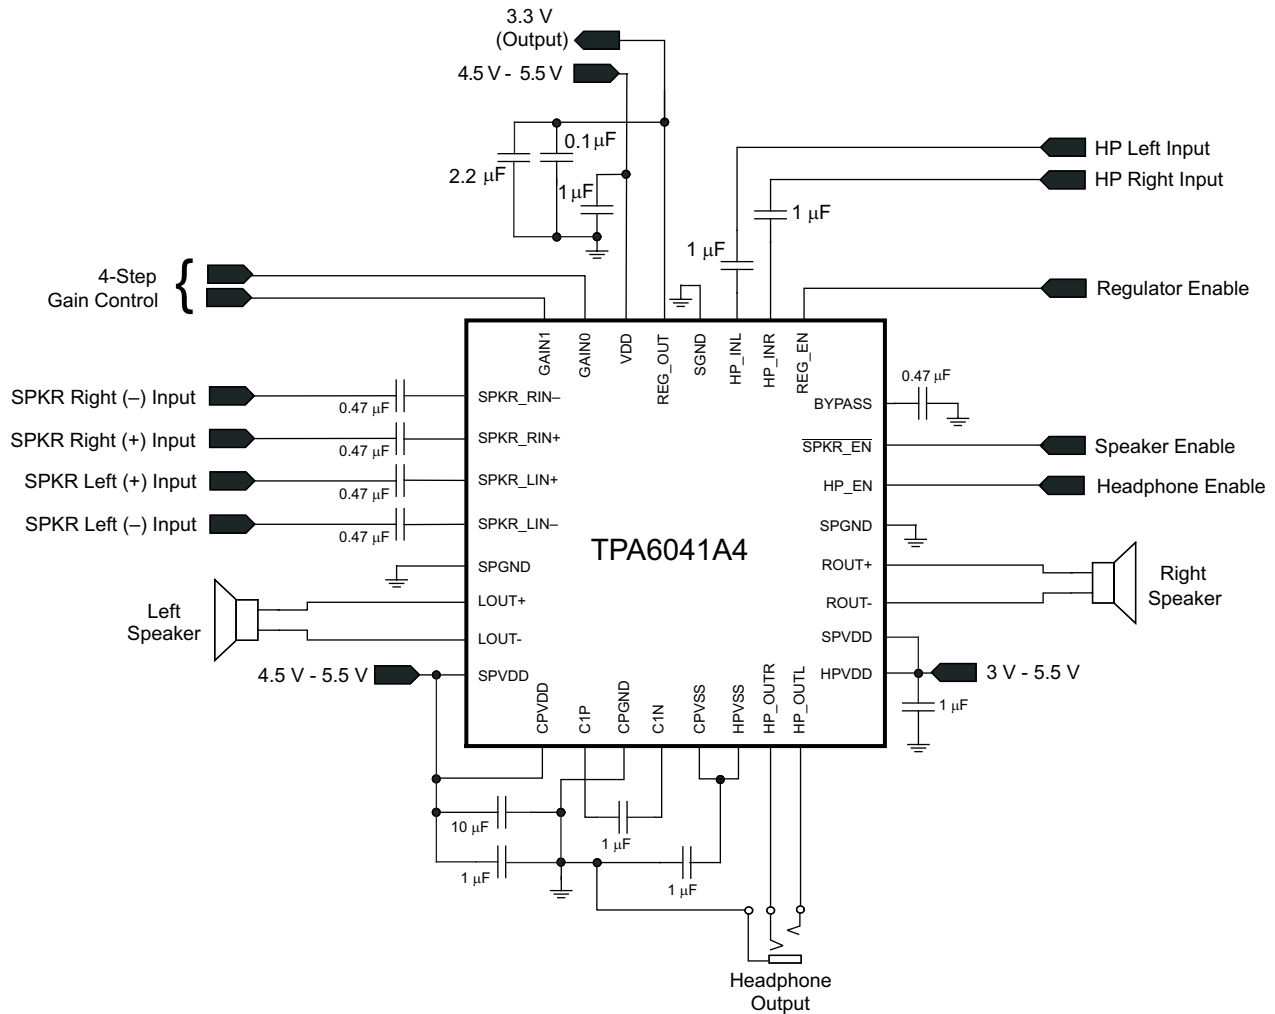 3.3 V
(Output)
4.5 V - 5.5 V
0.1 μF
2.2 μF
1 μF
HP Left Input
HP Right Input
1 μF
1 μF
4-Step
Gain Control
{
Regulator Enable
GAIN1
GAIN0
VDD
REG_OUT
SGND
HP_INL
HP_INR
REG_EN
SPKR Right (–) Input
0.47 μF
SPKR_RIN–
BYPASS
0.47 μF
SPKR Right (+) Input
0.47 μF
SPKR_RIN+
SPKR_EN
Speaker Enable
SPKR Left (+) Input
0.47 μF
SPKR_LIN+
HP_EN
Headphone Enable
SPKR Left (–) Input
0.47 μF
SPKR_LIN–
SPGND
TPA6041A4
SPGND
ROUT+
Right
Speaker
LOUT+
ROUT-
Left
Speaker
LOUT-
SPVDD
4.5 V - 5.5 V
SPVDD
HPVDD
3 V - 5.5 V
CPVDD
C1P
CPGND
C1N
CPVSS
HPVSS
HP_OUTR
HP_OUTL
1 μF
10 μF
1 μF
1 μF
1 μF
Headphone
Output